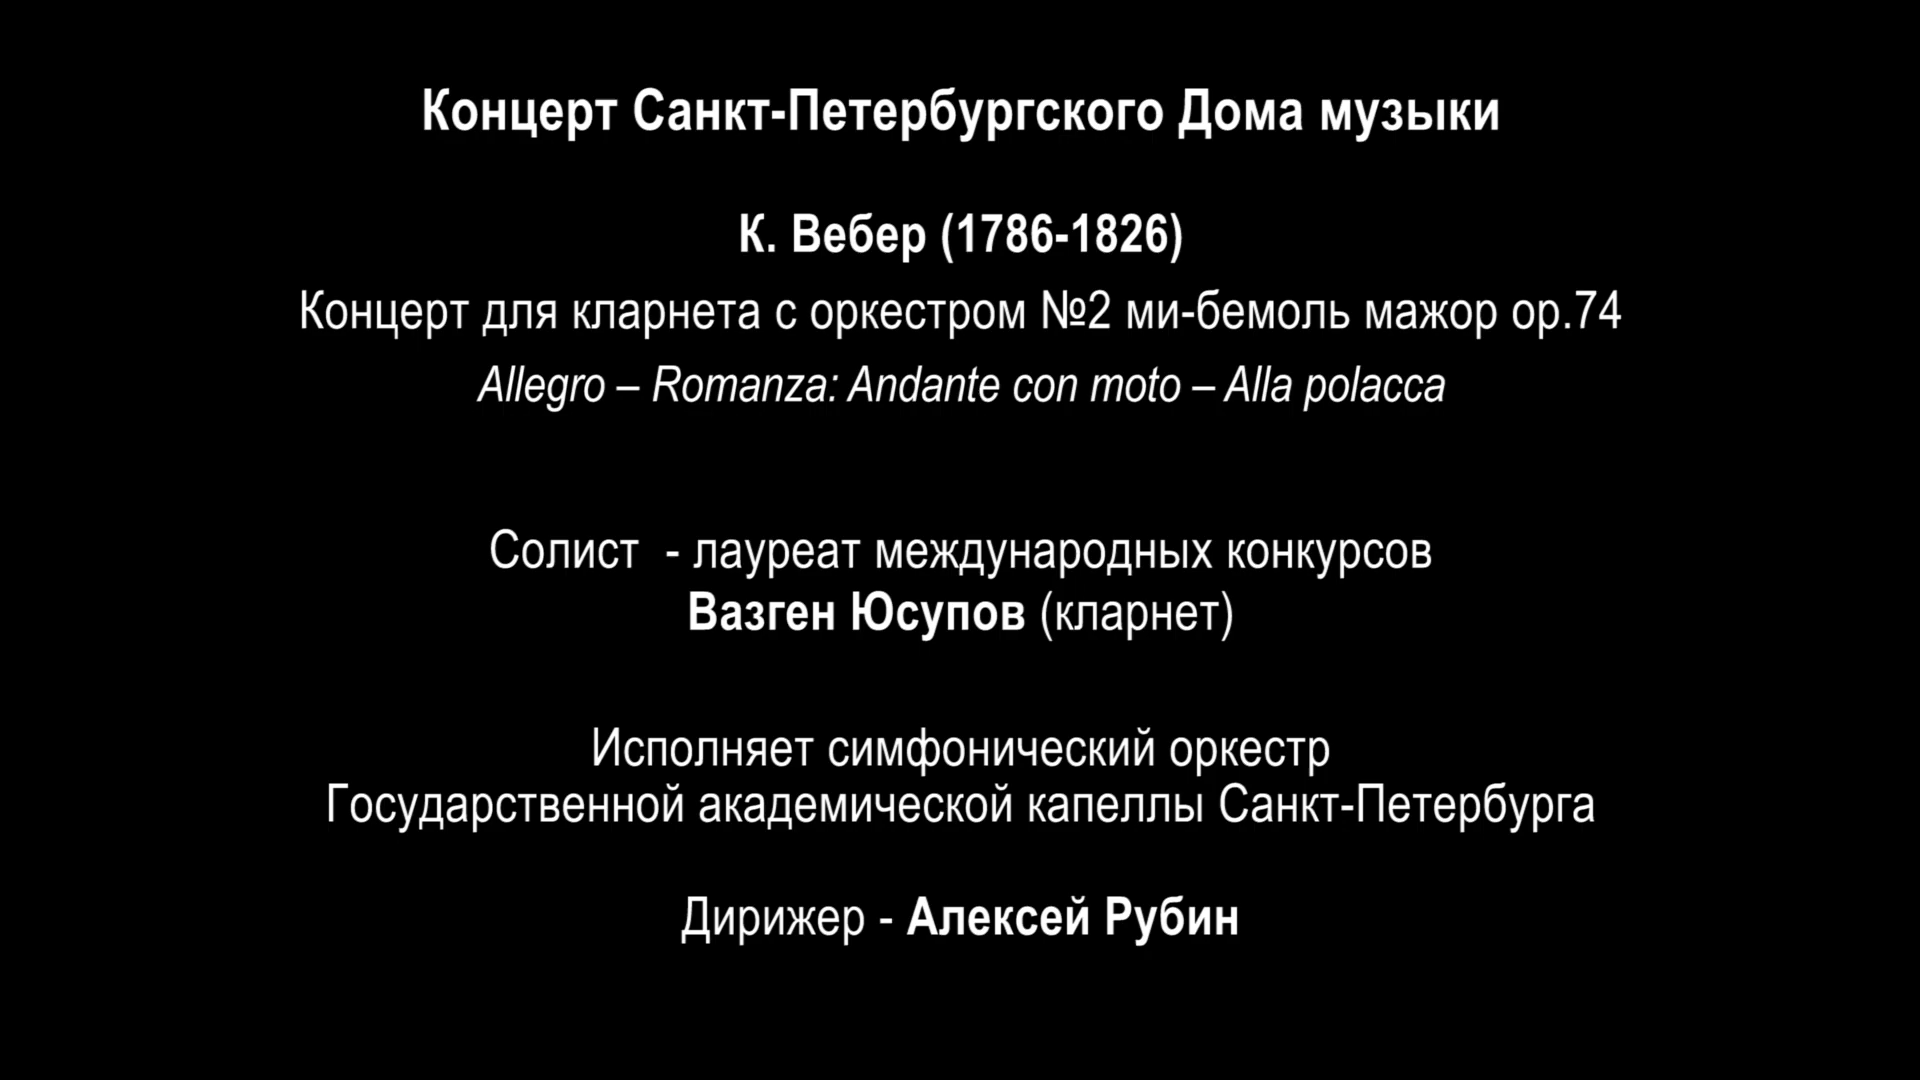 Концерт Санкт-Петербургского Дома музыки
К. Вебер (1786-1826)
Концерт для кларнета с оркестром №2 ми-бемоль мажор ор.74
Allegro – Romanza: Andante con moto – Alla polacca
Солист  - лауреат международных конкурсов
Вазген Юсупов (кларнет)
Исполняет симфонический оркестр
Государственной академической капеллы Санкт-Петербурга
Дирижер - Алексей Рубин